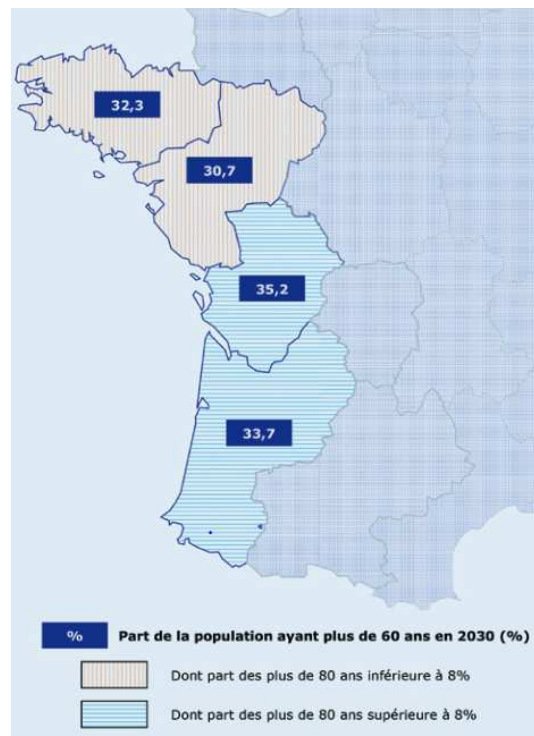 32,3
30,7
35,2
33,7
% Part de la population ayant plus de 60 ans en 2030 (%)
Dont part des plus de 80 ans inférieure à 8%
Dont part des plus de 80 ans supérieure à 8%